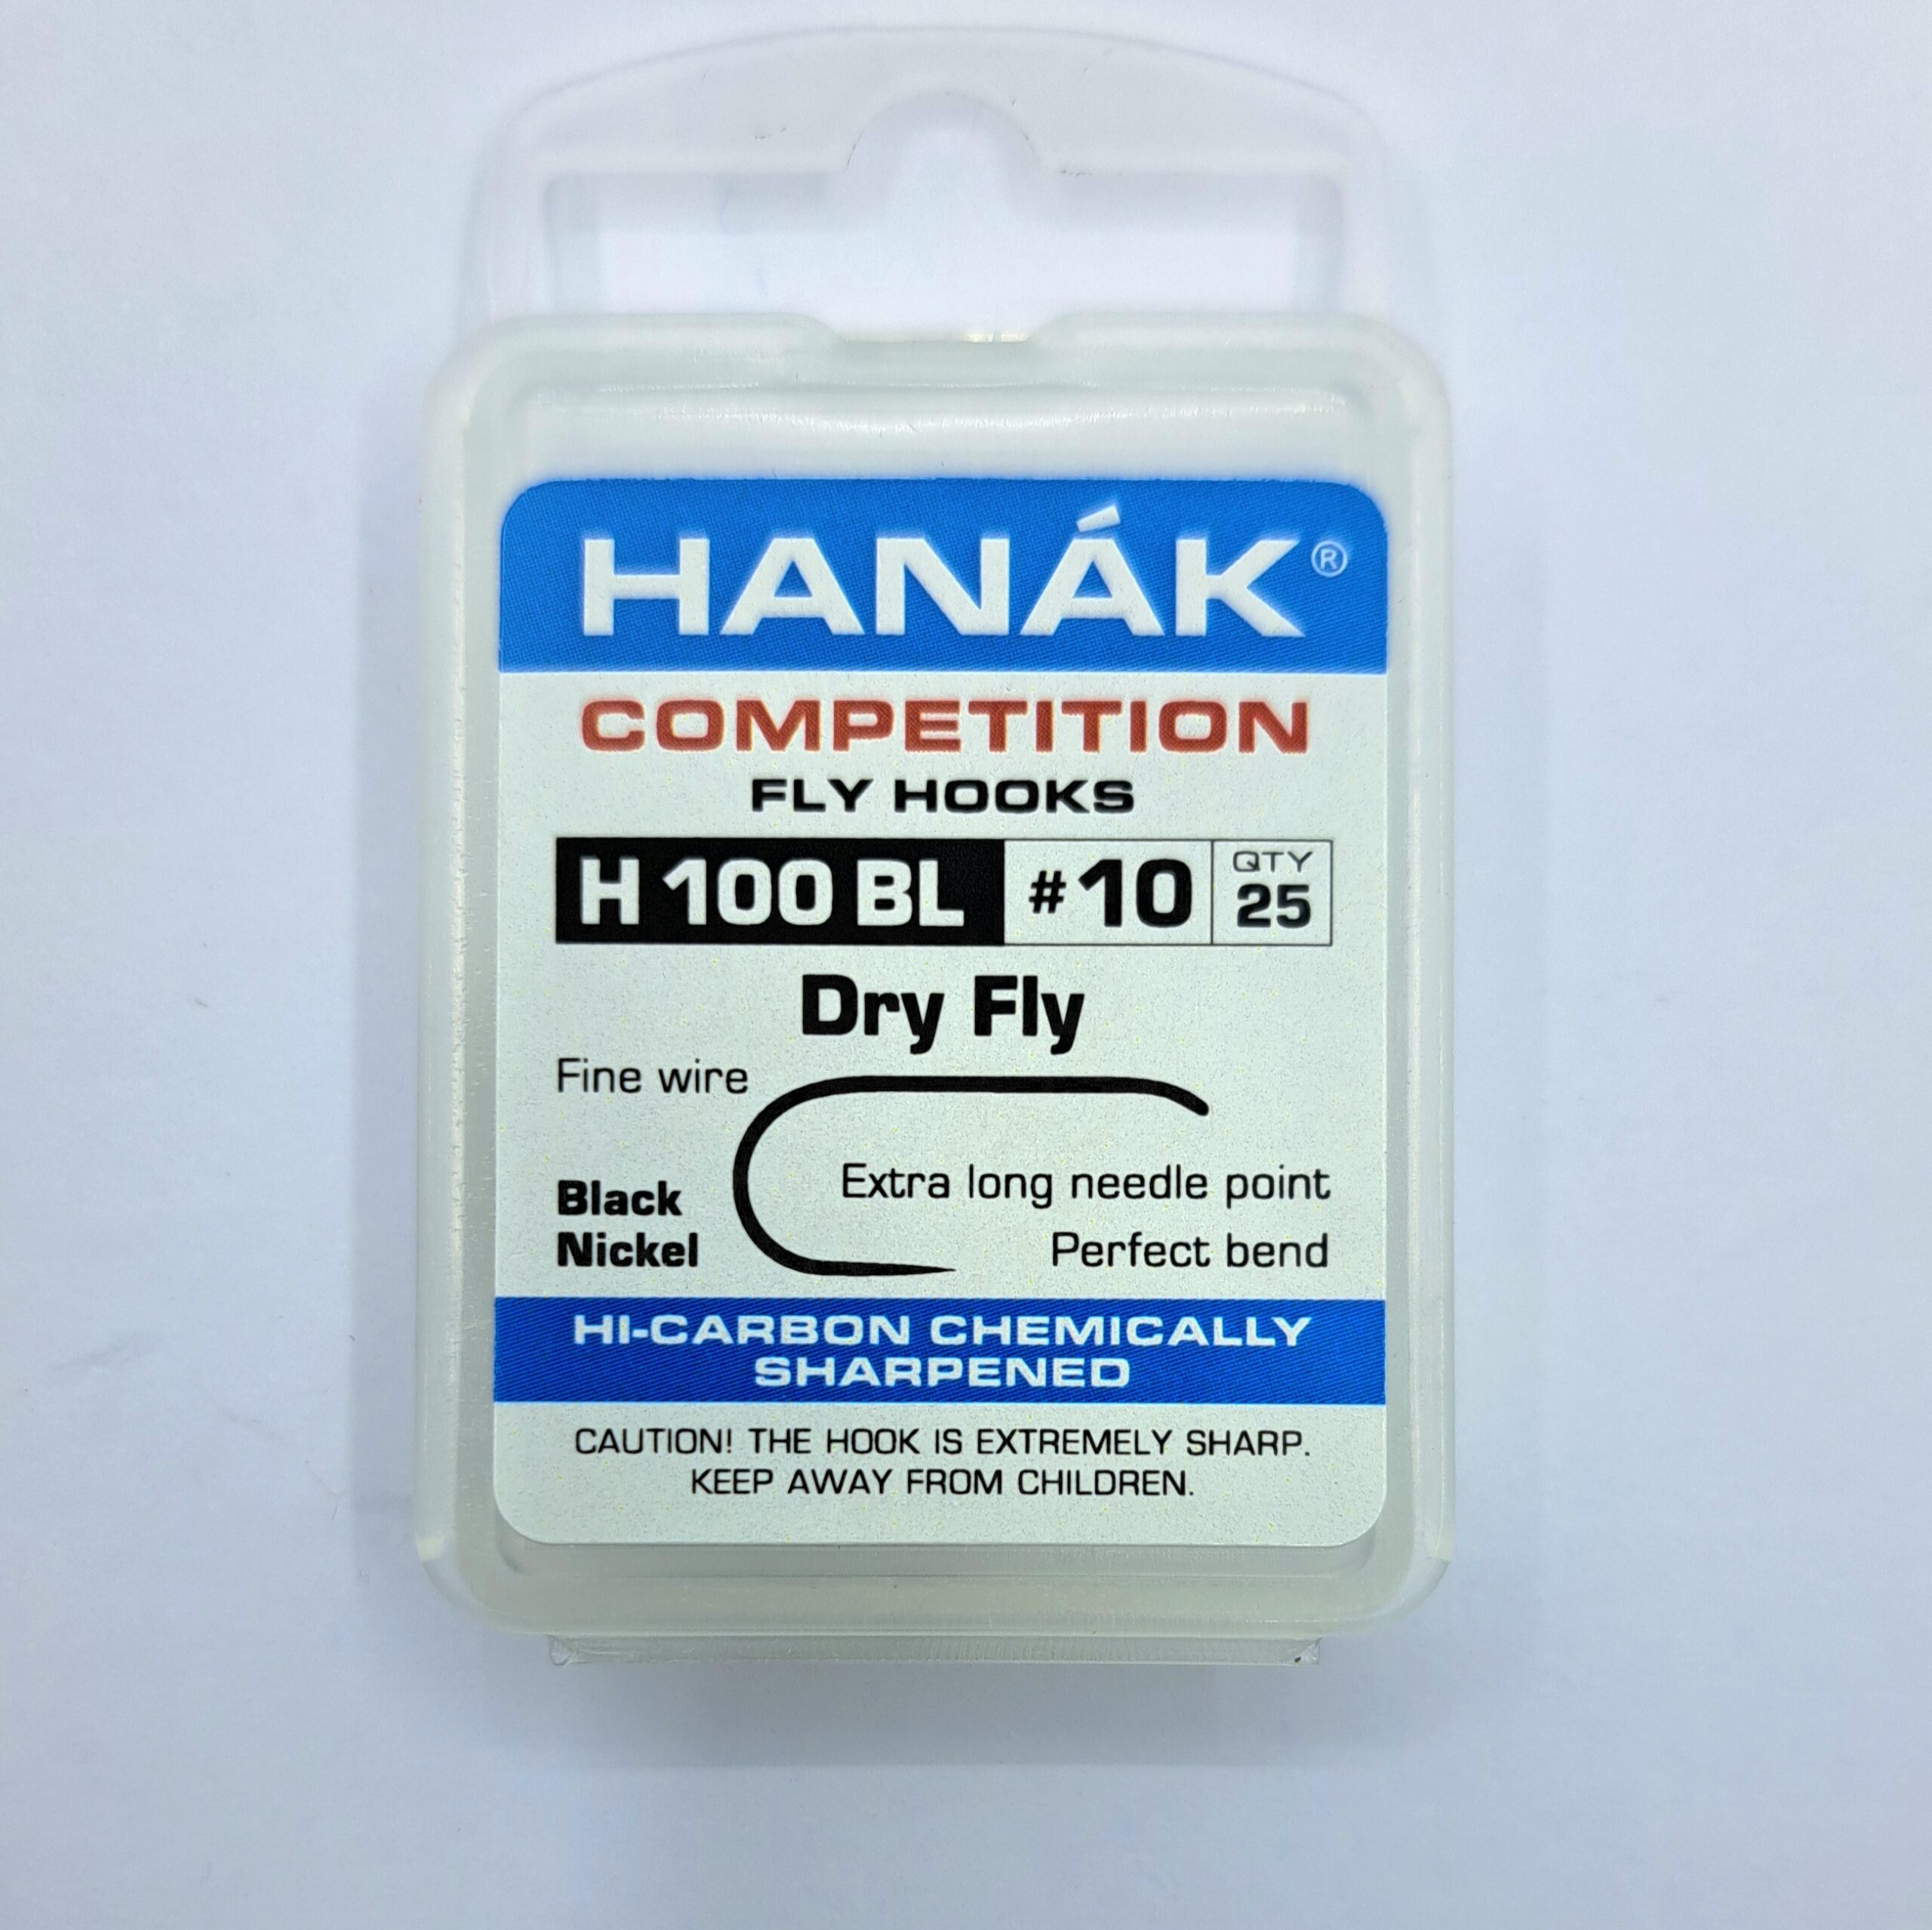 HANÁK®
COMPETITION
FLY HOOKS
H 100 BL #10 QTY 25
Dry Fly
Fine wire
Extra long needle point
Black
Nickel
Perfect bend
HI-CARBON CHEMICALLY
SHARPENED
CAUTION! THE HOOK IS EXTREMELY SHARP.
KEEP AWAY FROM CHILDREN.